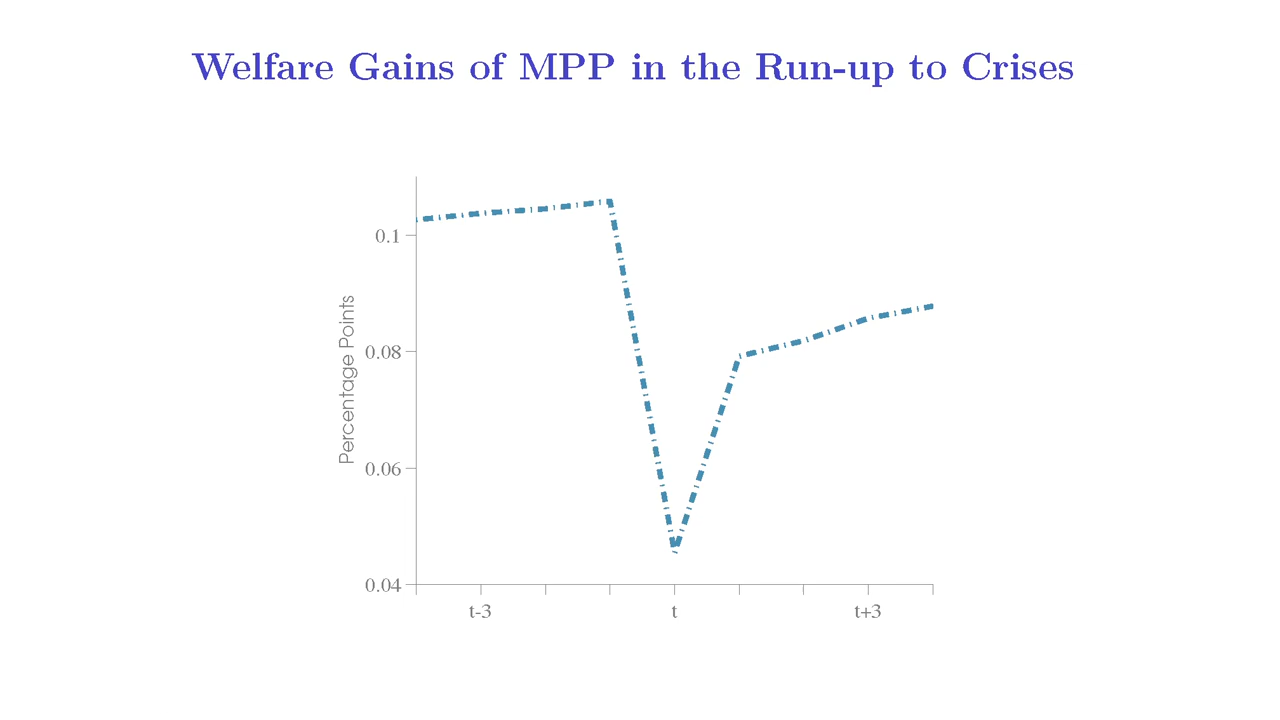 Welfare Gains of MPP in the Run-up to Crises
Percentage Points
0.1
0.08
0.06
0.04
t-3
t
t+3